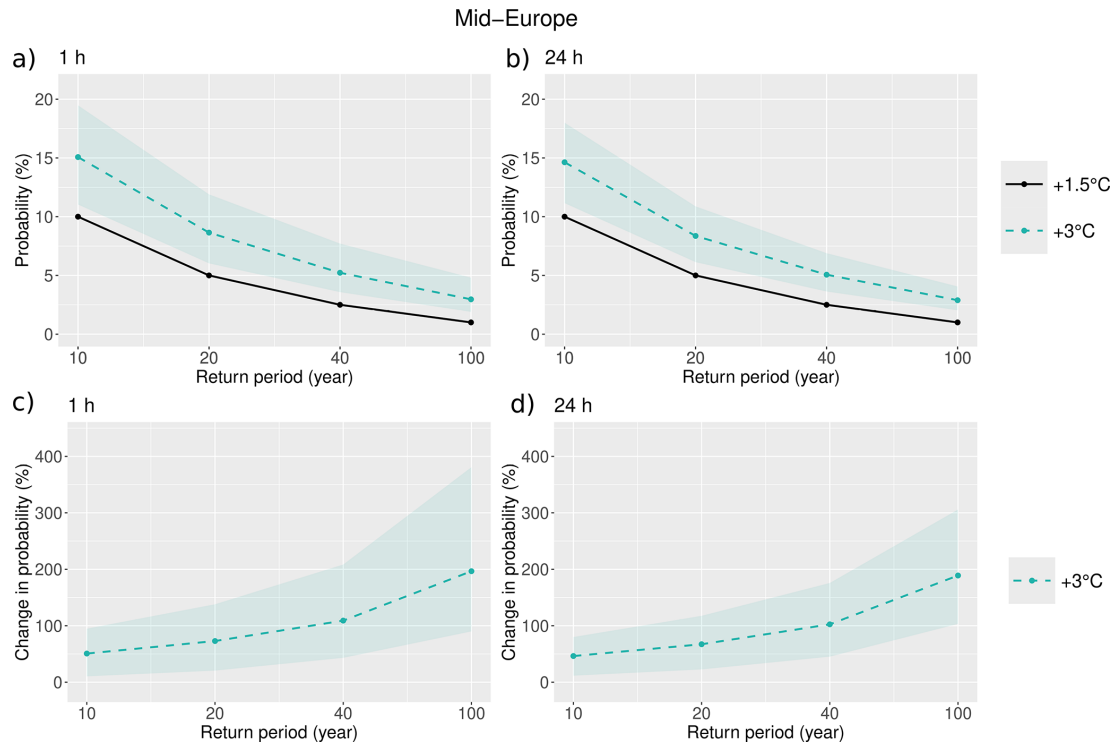 Mid−Europe
a) 1 h
20
15
10
5
0
Probability (%)
10 20 40 100
Return period (year)
b) 24 h
20
15
10
5
0
Probability (%)
10 20 40 100
Return period (year)
+1.5°C
+3°C
c) 1 h
400
300
200
100
0
Change in probability (%)
10 20 40 100
Return period (year)
d) 24 h
400
300
200
100
0
Change in probability (%)
10 20 40 100
Return period (year)
+3°C